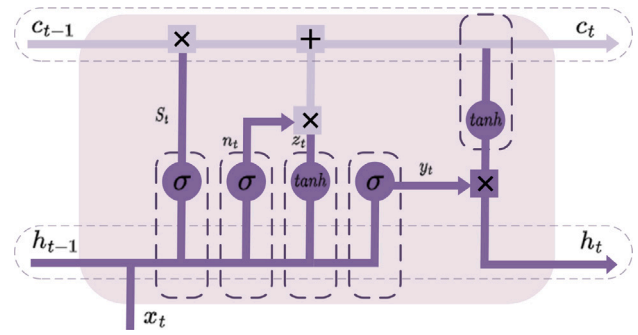 c_{t-1} × + c_t
tanh
S_t n_t × z_t
σ σ tanh σ y_t ×
h_{t-1} h_t
x_t